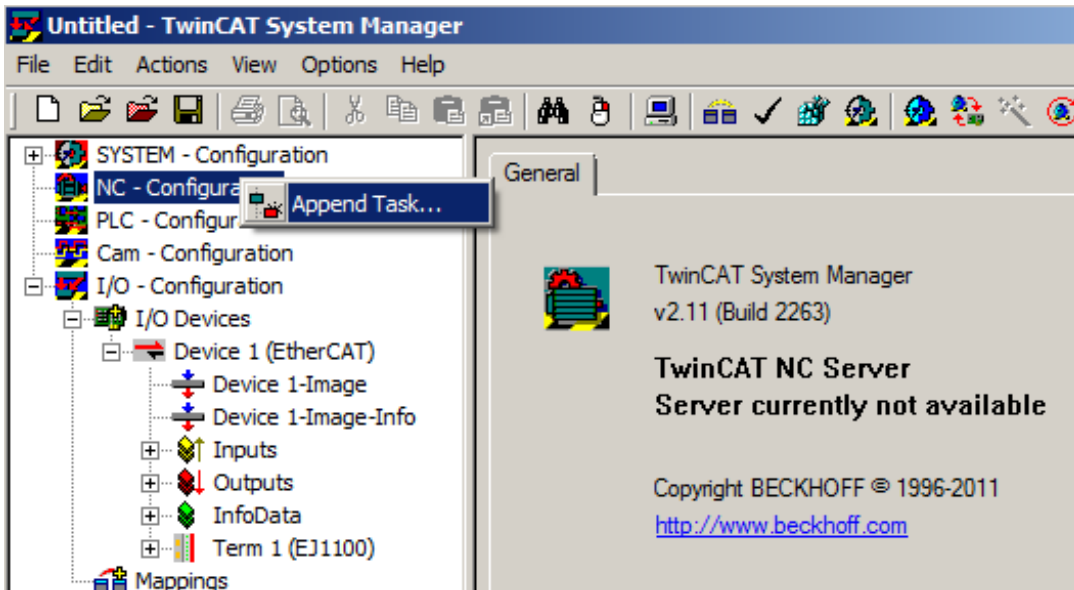 Untitled - TwinCAT System Manager
File Edit Actions View Options Help
SYSTEM - Configuration
NC - Configura
Append Task...
PLC - Configur
Cam - Configuration
I/O - Configuration
I/O Devices
Device 1 (EtherCAT)
Device 1-Image
Device 1-Image-Info
Inputs
Outputs
InfoData
Term 1 (EJ1100)
Mappings
General
TwinCAT System Manager
v2.11 (Build 2263)
TwinCAT NC Server
Server currently not available
Copyright BECKHOFF © 1996-2011
http://www.beckhoff.com